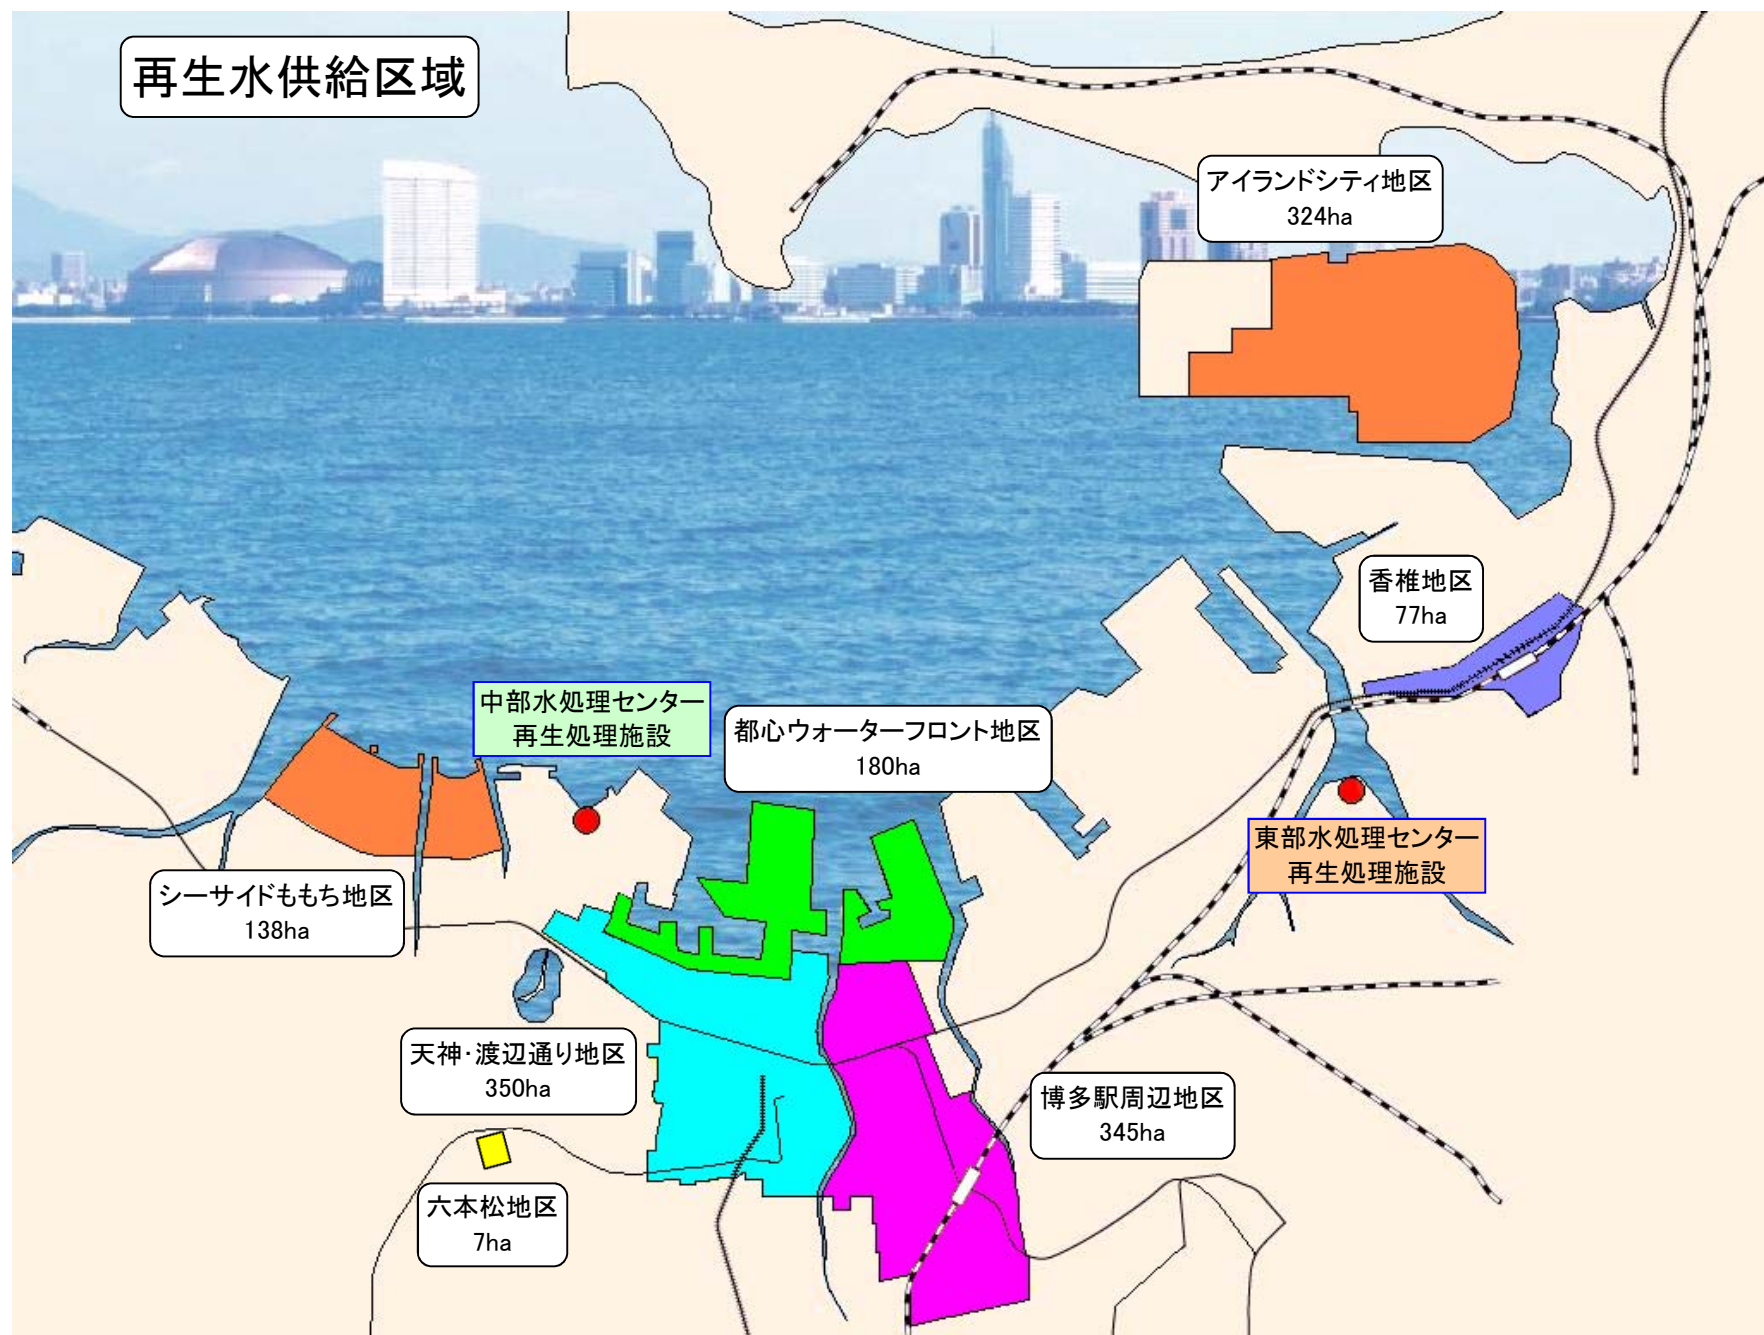 再生水供給区域
アイランドシティ地区
324ha
香椎地区
77ha
中部水処理センター
再生処理施設
都心ウォーターフロント地区
180ha
東部水処理センター
再生処理施設
シーサイドももち地区
138ha
天神・渡辺通り地区
350ha
博多駅周辺地区
345ha
六本松地区
7ha